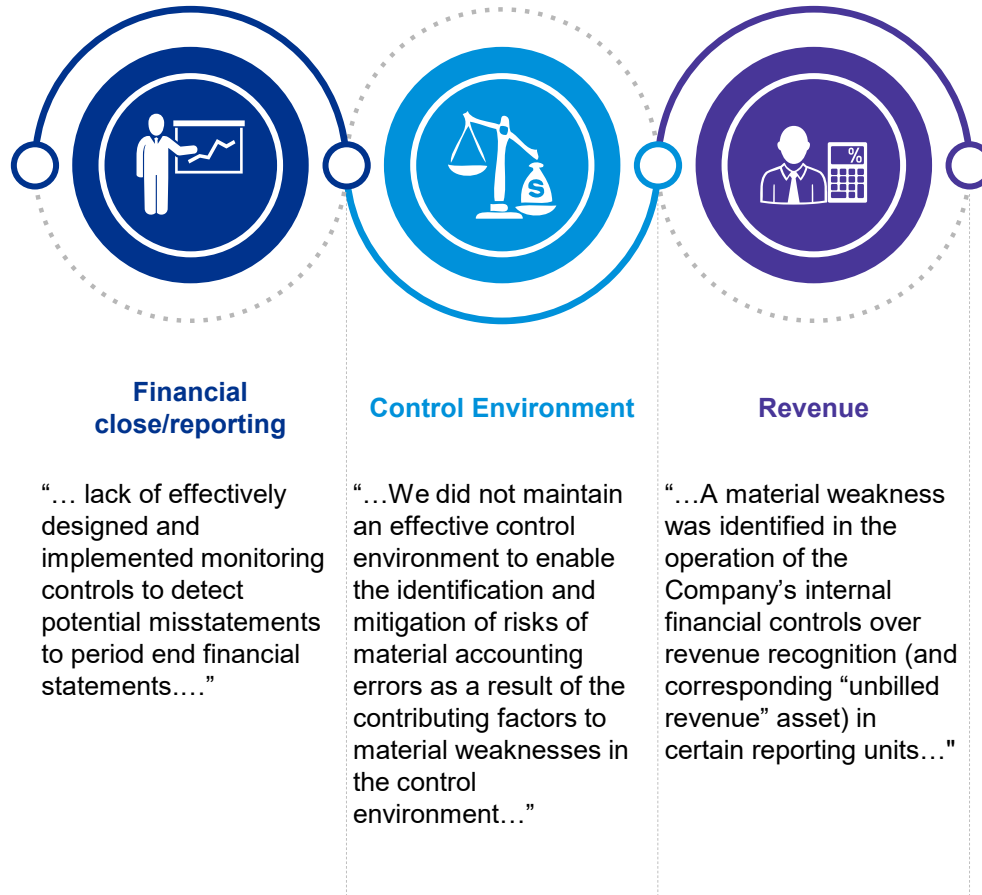 %
S
Financial
close/reporting
“… lack of effectively
designed and
implemented monitoring
controls to detect
potential misstatements
to period end financial
statements.…”
Control Environment
“…We did not maintain
an effective control
environment to enable
the identification and
mitigation of risks of
material accounting
errors as a result of the
contributing factors to
material weaknesses in
the control
environment…”
Revenue
“…A material weakness
was identified in the
operation of the
Company’s internal
financial controls over
revenue recognition (and
corresponding “unbilled
revenue” asset) in
certain reporting units…"